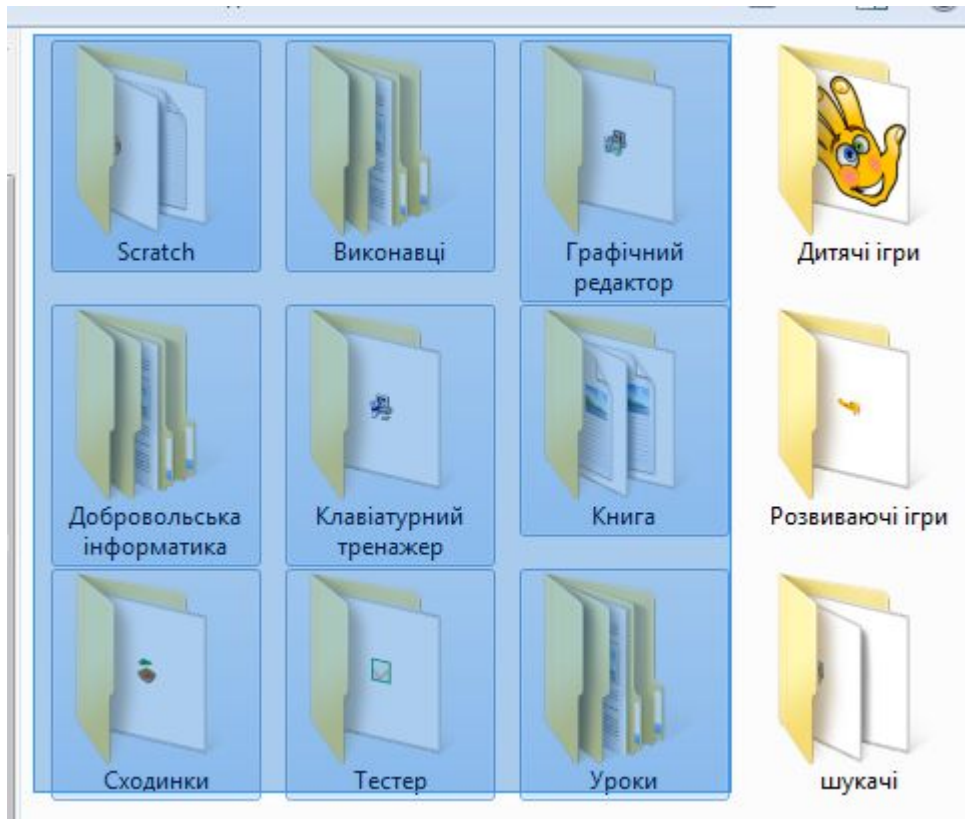 Scratch
Виконавці
Графічний
редактор
Дитячі ігри
Добровольська
інформатика
Клавіатурний
тренажер
Книга
Розвиваючі ігри
Сходинки
Тестер
Уроки
шукачі